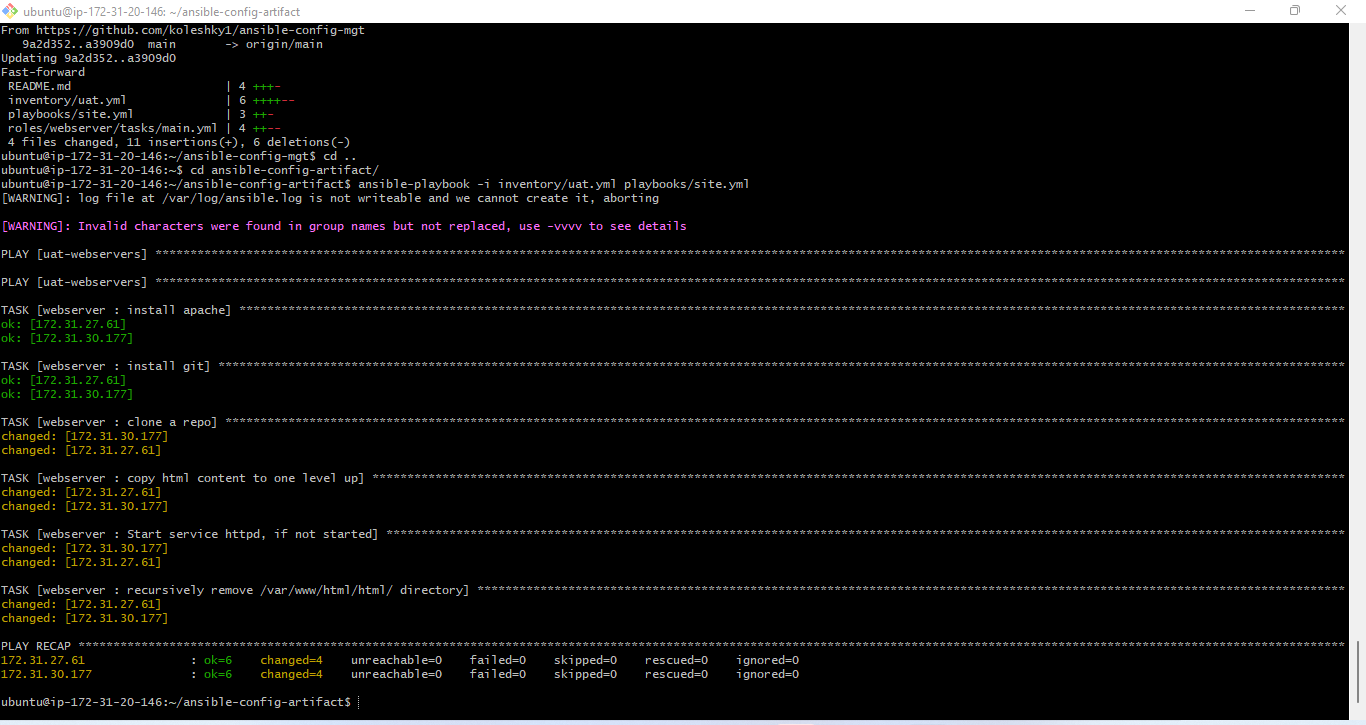 ubuntu@ip-172-31-20-146: ~/ansible-config-artifact
From https://github.com/koleshky1/ansible-config-mgt
   9a2d352..a3909d0  main       -> origin/main
Updating 9a2d352..a3909d0
Fast-forward
 README.md                     | 4 +++-
 inventory/uat.yml             | 6 ++++--
 playbooks/site.yml            | 3 ++-
 roles/webserver/tasks/main.yml | 4 ++--
 4 files changed, 11 insertions(+), 6 deletions(-)
ubuntu@ip-172-31-20-146:~/ansible-config-mgt$ cd ..
ubuntu@ip-172-31-20-146:~$ cd ansible-config-artifact/
ubuntu@ip-172-31-20-146:~/ansible-config-artifact$ ansible-playbook -i inventory/uat.yml playbooks/site.yml
[WARNING]: log file at /var/log/ansible.log is not writeable and we cannot create it, aborting
[WARNING]: Invalid characters were found in group names but not replaced, use -vvvv to see details
PLAY [uat-webservers] ****************************************************************
PLAY [uat-webservers] ****************************************************************
TASK [webserver : install apache] ****************************************************************
ok: [172.31.27.61]
ok: [172.31.30.177]
TASK [webserver : install git] ****************************************************************
ok: [172.31.27.61]
ok: [172.31.30.177]
TASK [webserver : clone a repo] ****************************************************************
changed: [172.31.30.177]
changed: [172.31.27.61]
TASK [webserver : copy html content to one level up] ****************************************************************
changed: [172.31.27.61]
changed: [172.31.30.177]
TASK [webserver : Start service httpd, if not started] ****************************************************************
changed: [172.31.30.177]
changed: [172.31.27.61]
TASK [webserver : recursively remove /var/www/html/html/ directory] ****************************************************************
changed: [172.31.27.61]
changed: [172.31.30.177]
PLAY RECAP ****************************************************************
172.31.27.61               : ok=6    changed=4    unreachable=0    failed=0    skipped=0    rescued=0    ignored=0
172.31.30.177              : ok=6    changed=4    unreachable=0    failed=0    skipped=0    rescued=0    ignored=0
ubuntu@ip-172-31-20-146:~/ansible-config-artifact$